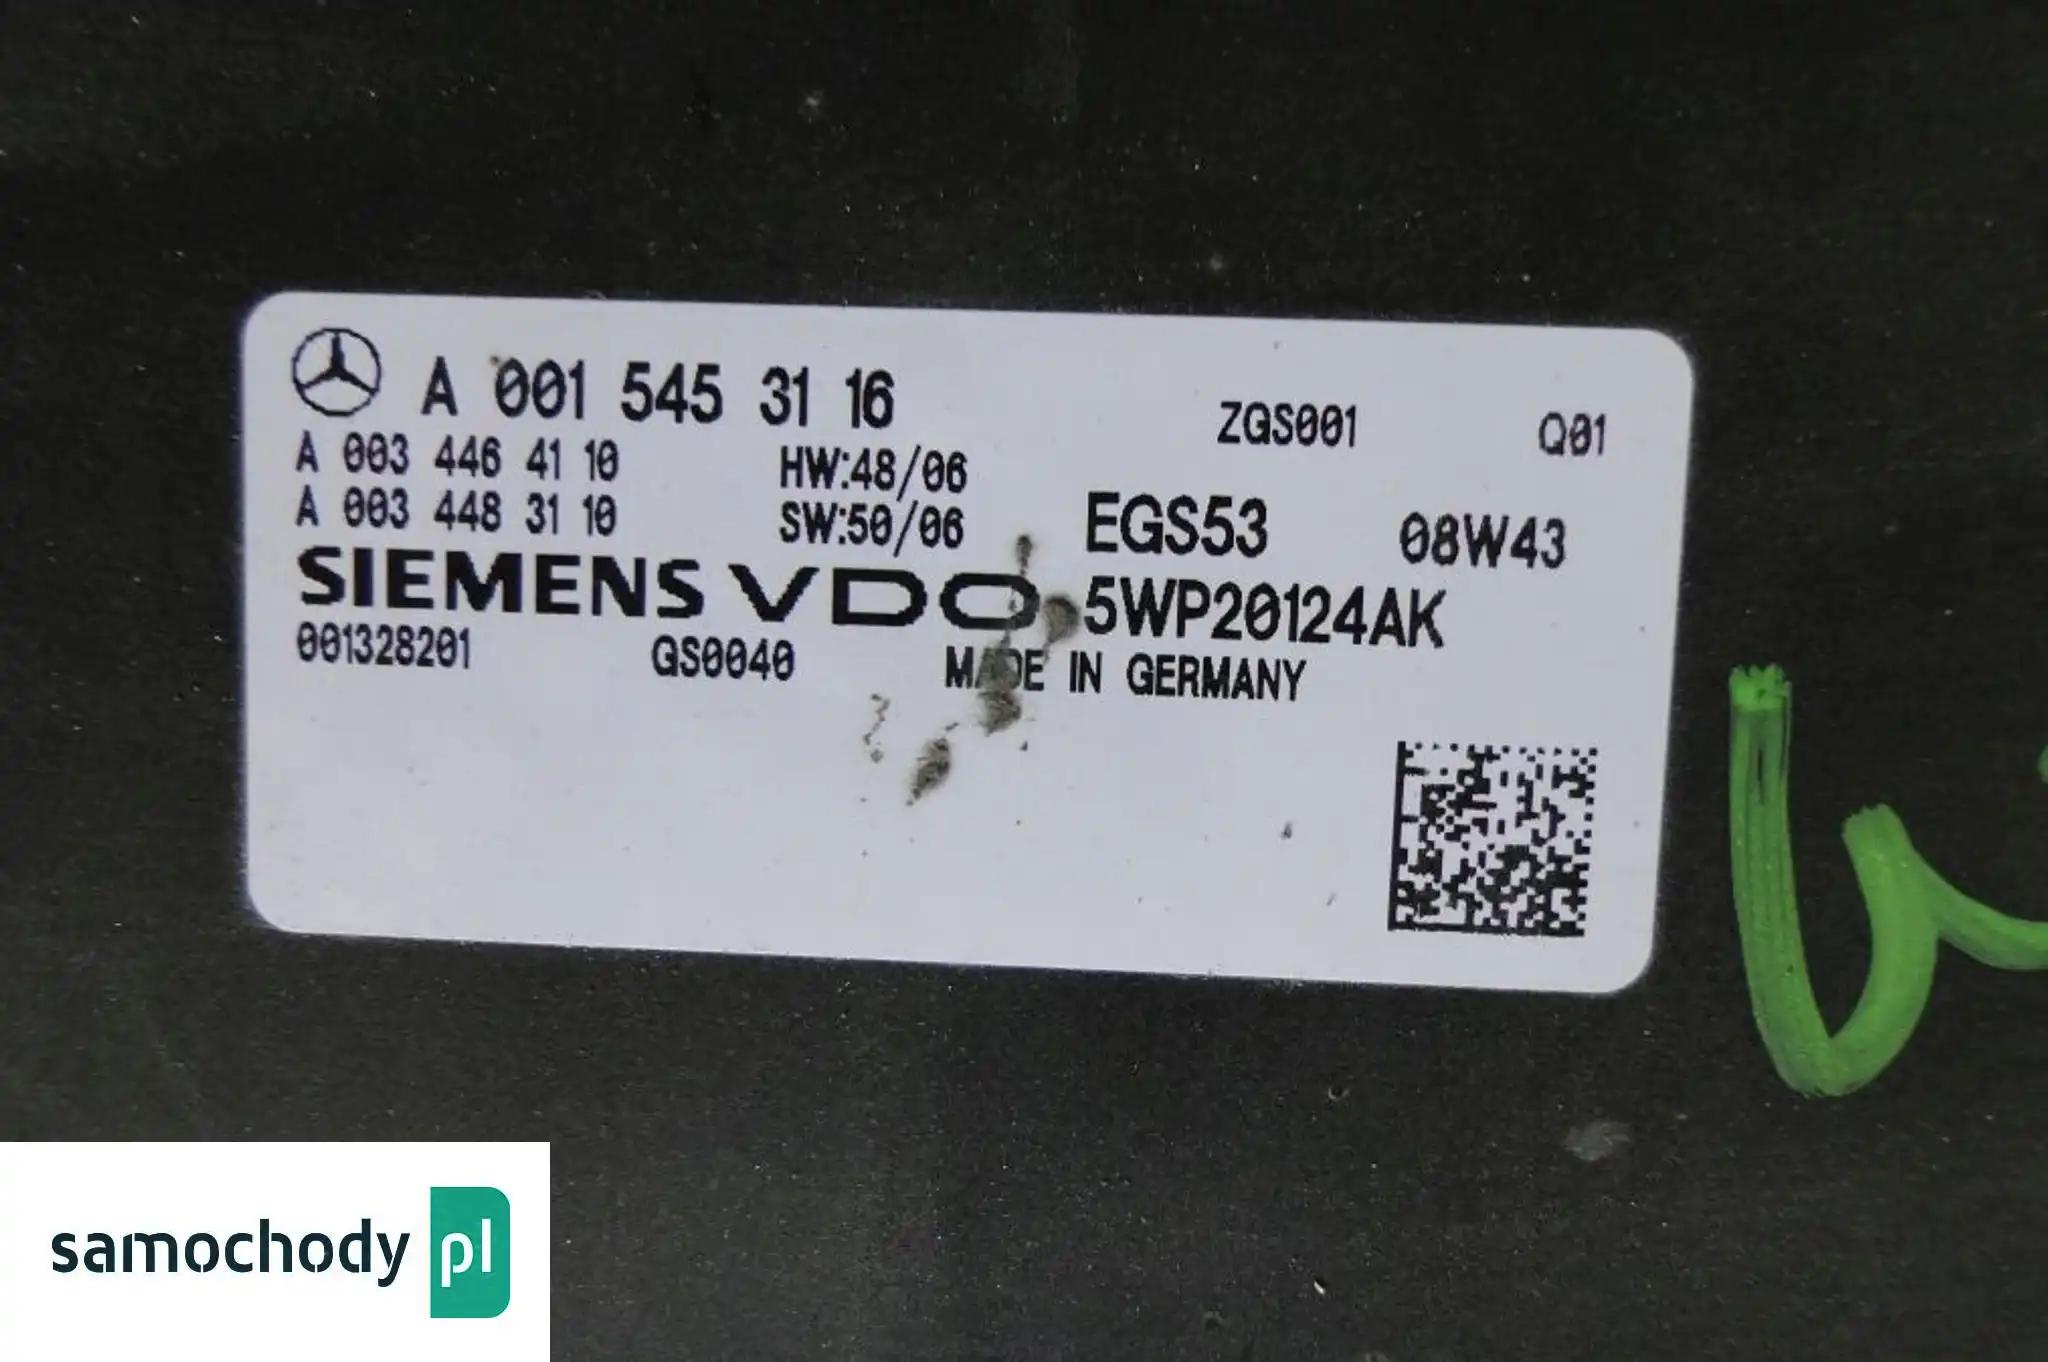 A 001 545 31 16 ZGS001 Q01
A 003 446 41 10 HW:48/06
A 003 448 31 10 SW:50/06 EGS53 08W43
SIEMENS VDO 5WP20124AK
001328201 GS0040 MADE IN GERMANY
samochody pl